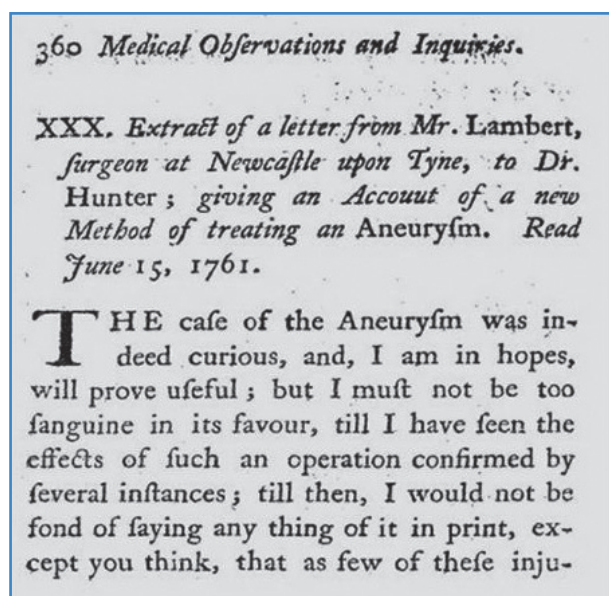 360 Medical Obſervations and Inquiries.
XXX. Extract of a letter from Mr. Lambert,
ſurgeon at Newcaſtle upon Tyne, to Dr.
Hunter ; giving an Accouut of a new
Method of treating an Aneuryſm. Read
June 15, 1761.
THE caſe of the Aneuryſm was in-
deed curious, and, I am in hopes,
will prove uſeful ; but I muſt not be too
ſanguine in its favour, till I have ſeen the
effects of ſuch an operation confirmed by
ſeveral inſtances ; till then, I would not be
fond of ſaying any thing of it in print, ex-
cept you think, that as few of theſe inju-